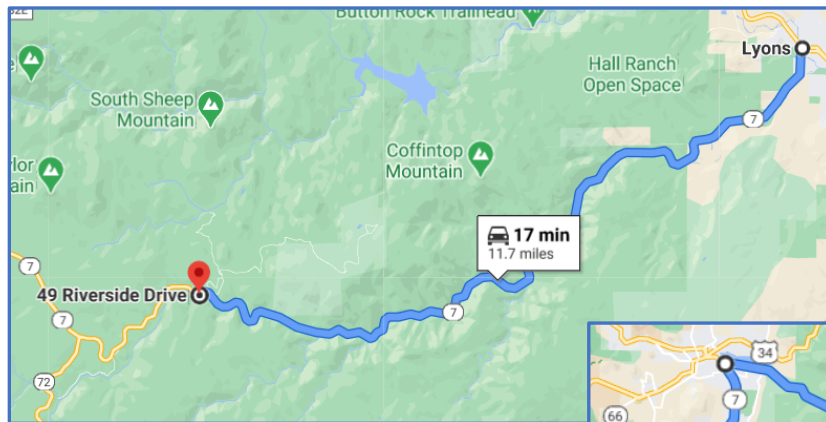 Button Rock Trailhead
Lyons
Hall Ranch
Open Space
South Sheep
Mountain
7
Coffintop
Mountain
17 min
11.7 miles
7
49 Riverside Drive
7
7
34
72
7
66